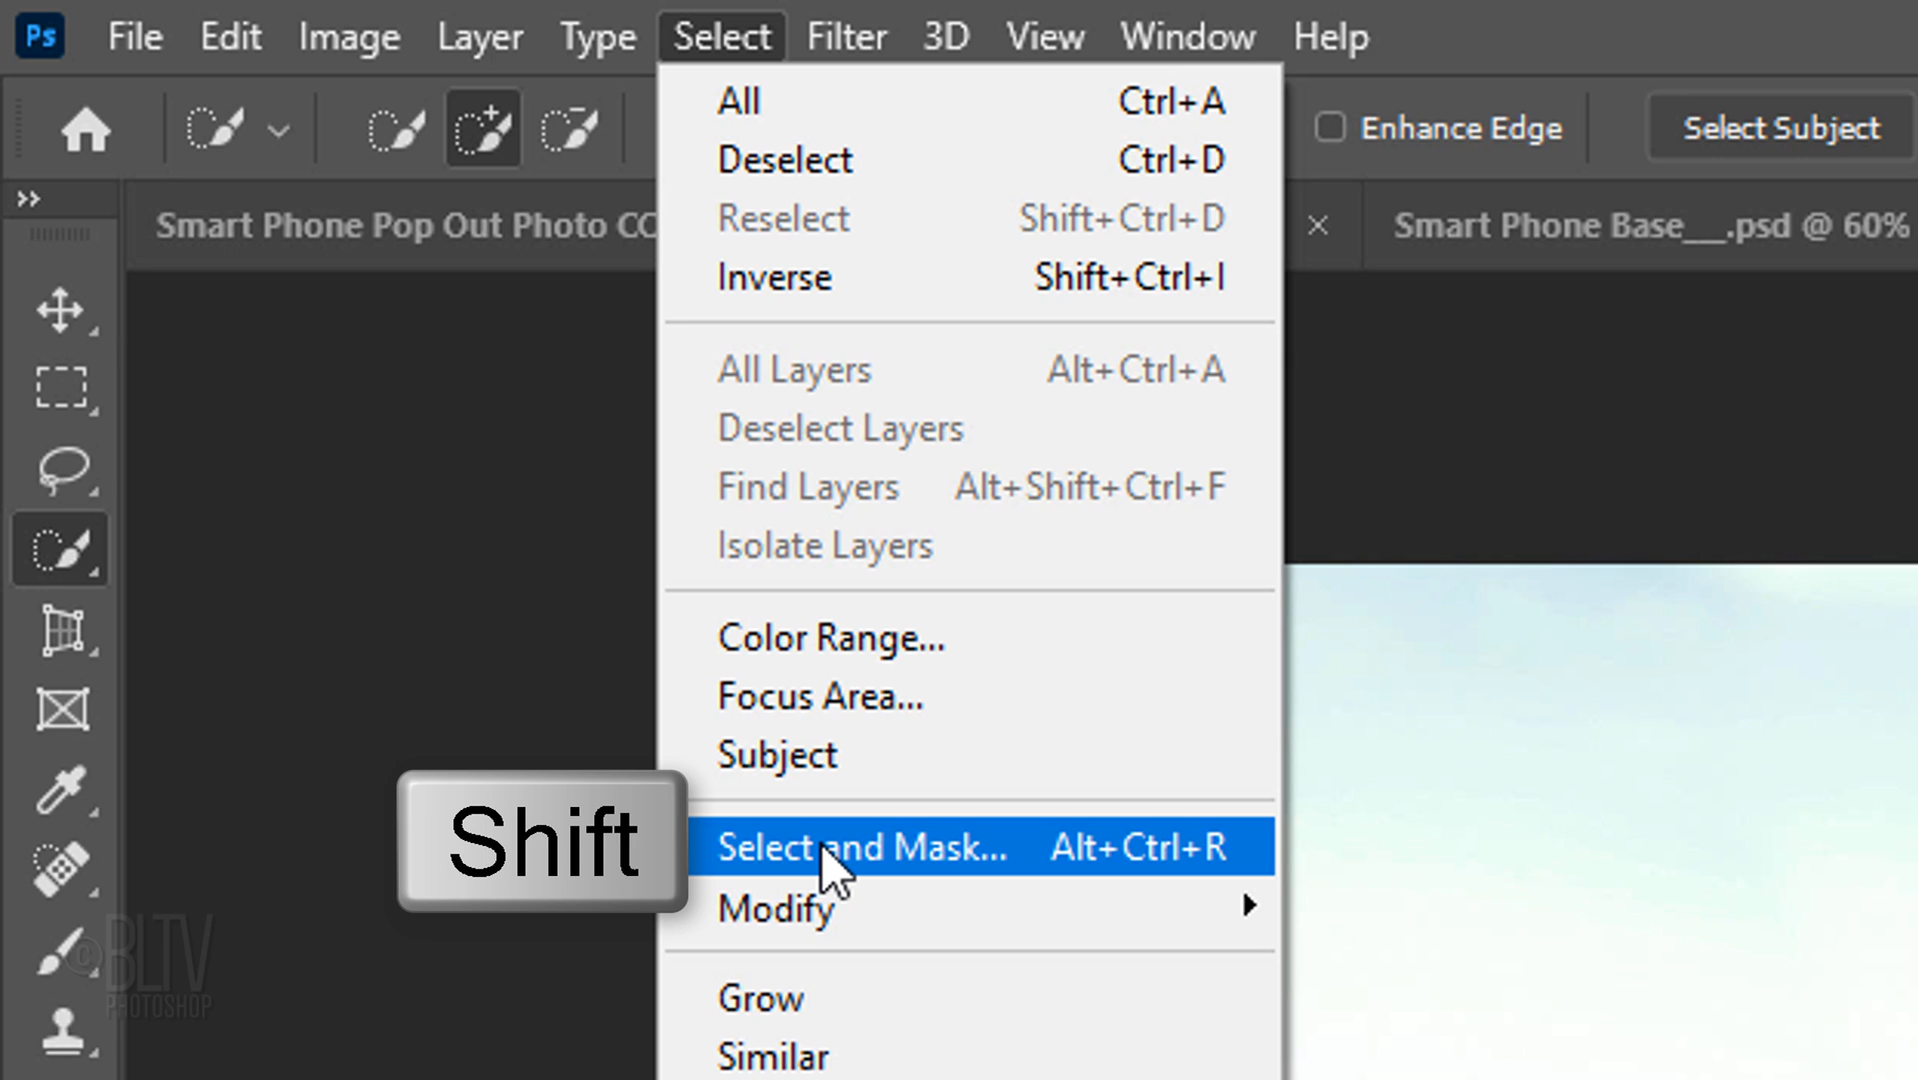 Ps File Edit Image Layer Type Select Filter 3D View Window Help
Enhance Edge Select Subject
Smart Phone Pop Out Photo CC
Smart Phone Base__.psd @ 60%
All Ctrl+A
Deselect Ctrl+D
Reselect Shift+Ctrl+D
Inverse Shift+Ctrl+I
All Layers Alt+Ctrl+A
Deselect Layers
Find Layers Alt+Shift+Ctrl+F
Isolate Layers
Color Range...
Focus Area...
Subject
Shift
Select and Mask... Alt+Ctrl+R
Modify
Grow
Similar
©BLTV
PHOTOSHOP